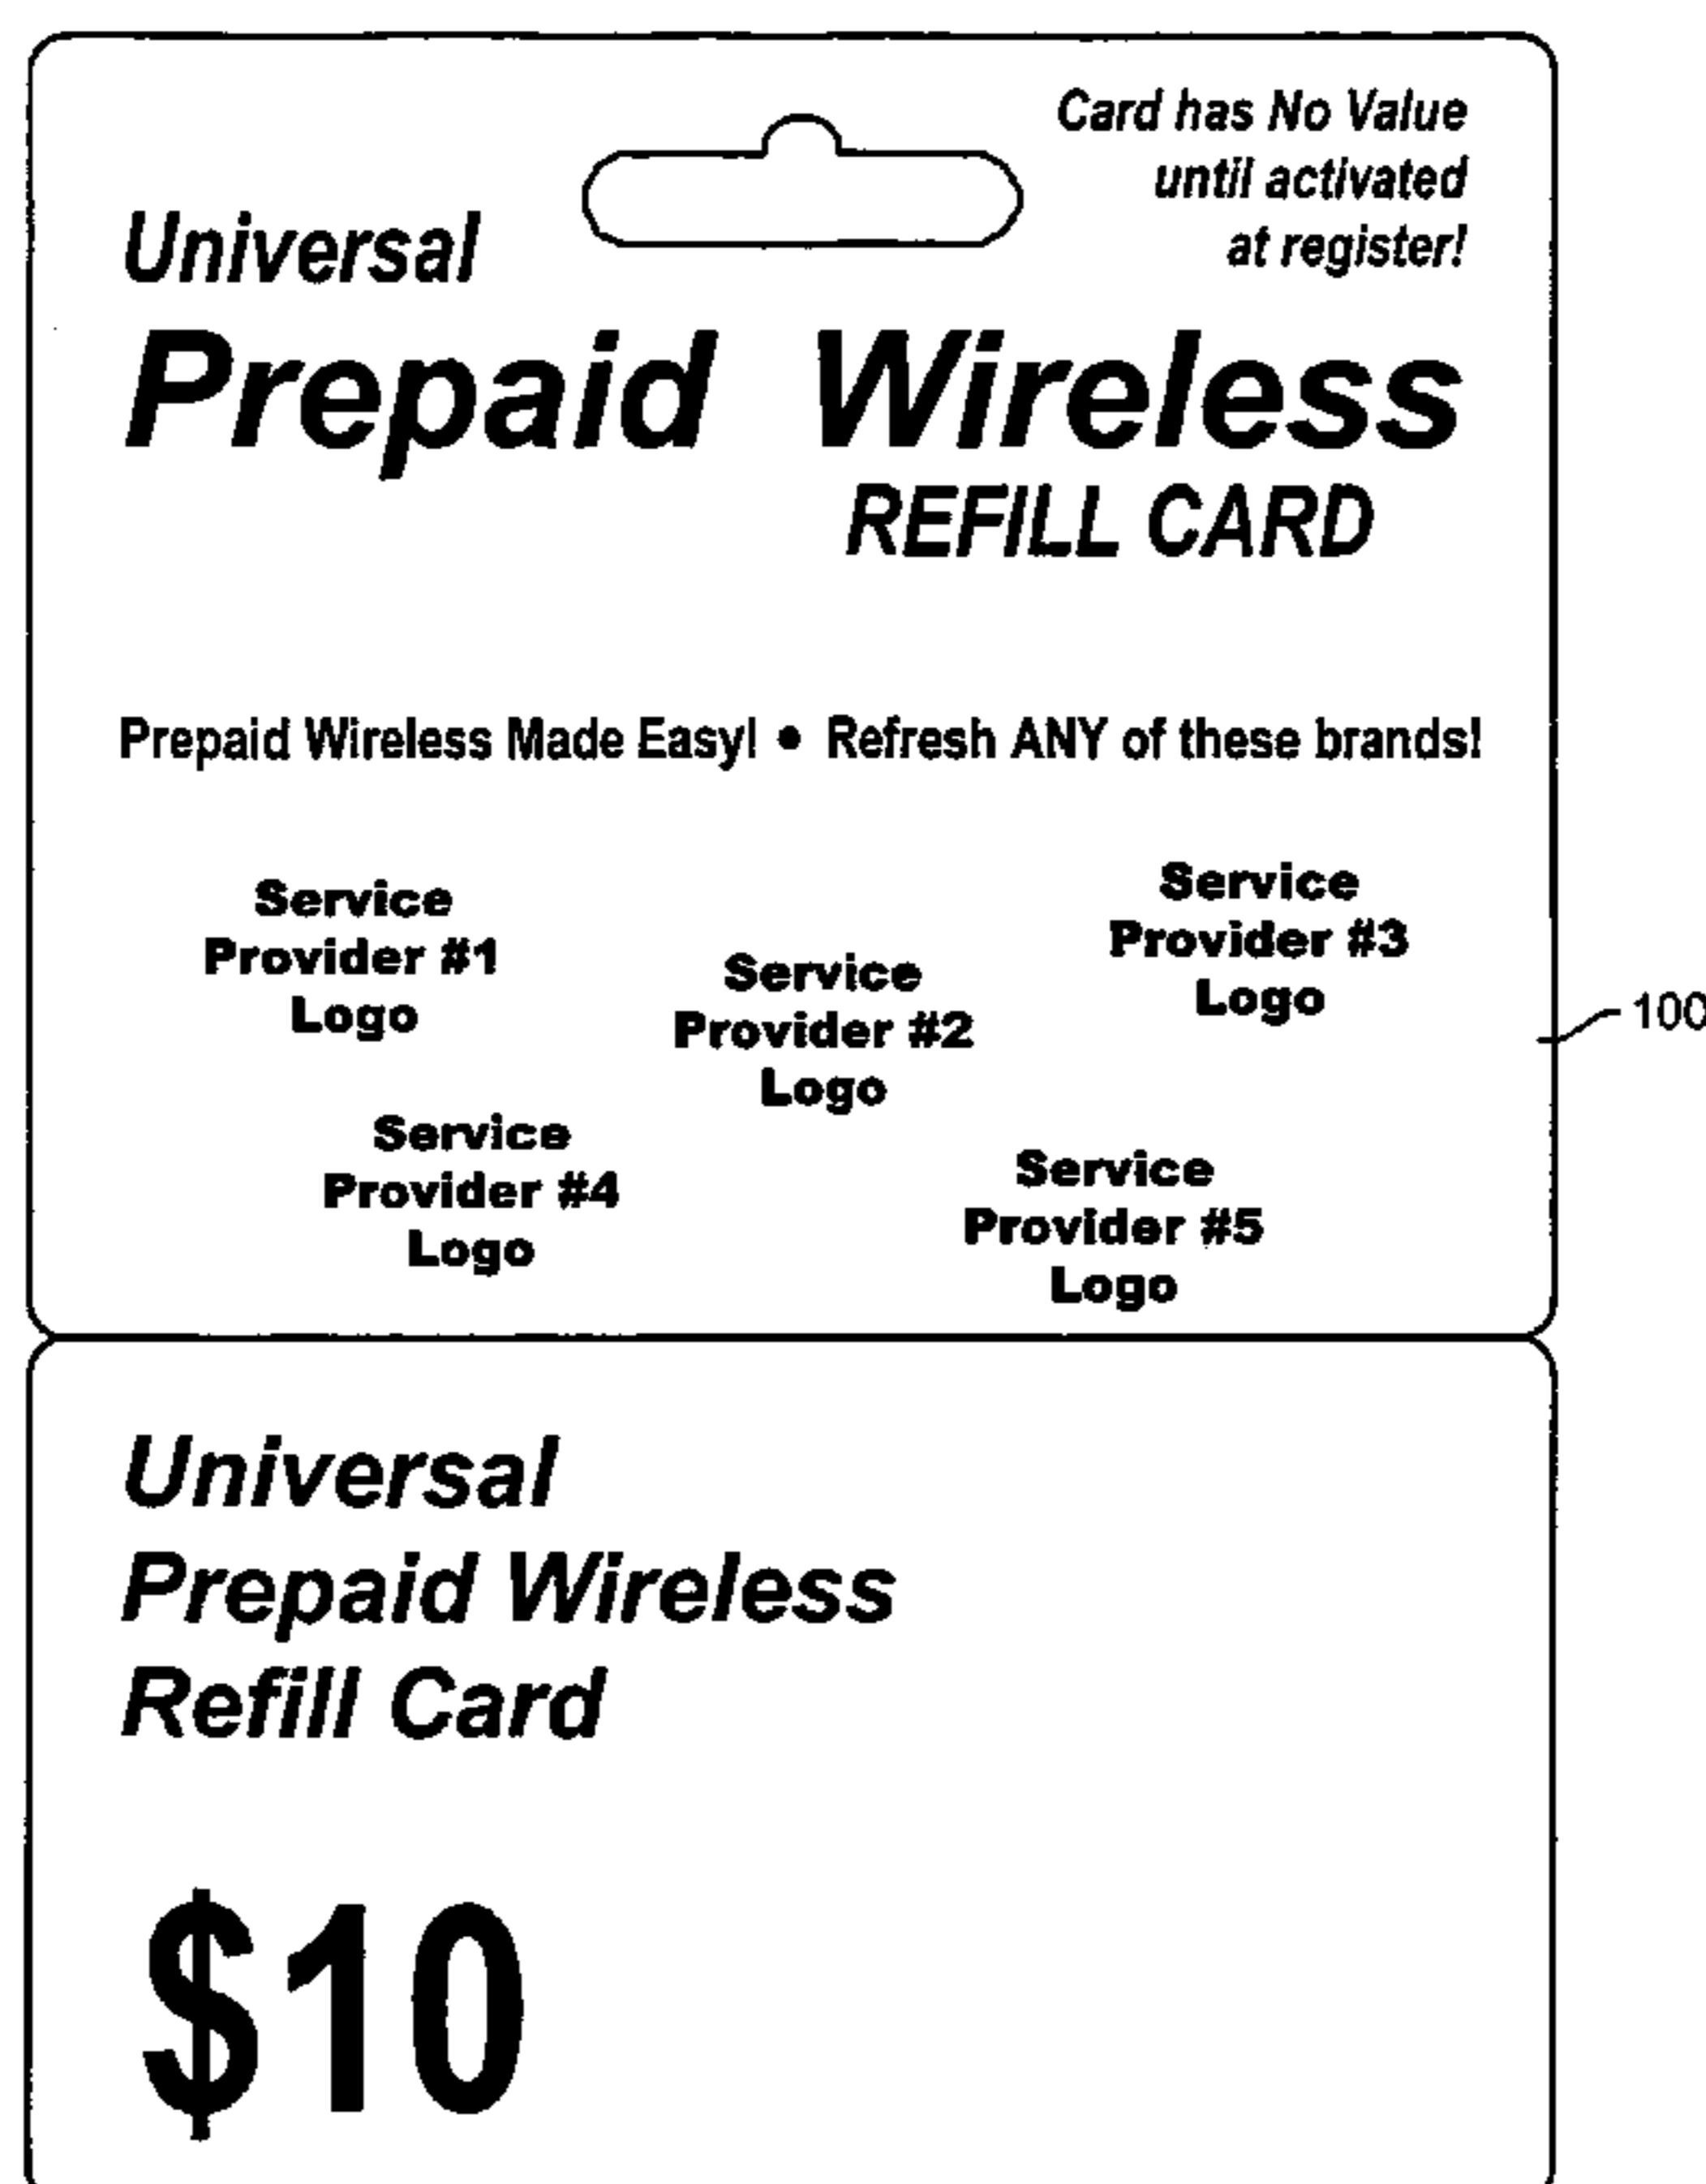 Card has No Value
until activated
at register!
Universal
Prepaid Wireless
REFILL CARD
Prepaid Wireless Made Easy! • Refresh ANY of these brands!
Service
Provider #1
Logo
Service
Provider #2
Logo
Service
Provider #3
Logo
100
Service
Provider #4
Logo
Service
Provider #5
Logo
Universal
Prepaid Wireless
Refill Card
$10